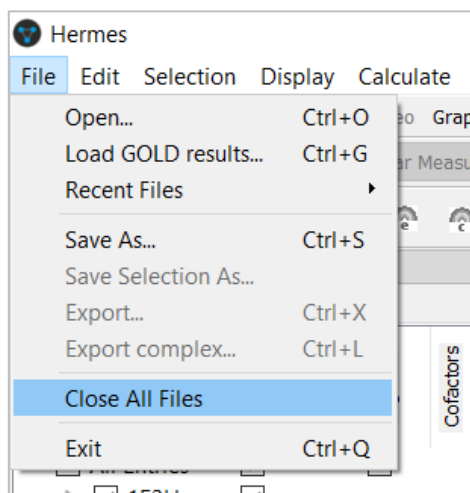 Hermes
File Edit Selection Display Calculate
Open... Ctrl+O
Load GOLD results... Ctrl+G
Recent Files
Save As... Ctrl+S
Save Selection As...
Export... Ctrl+X
Export complex... Ctrl+L
Close All Files
Exit Ctrl+Q
Cofactors